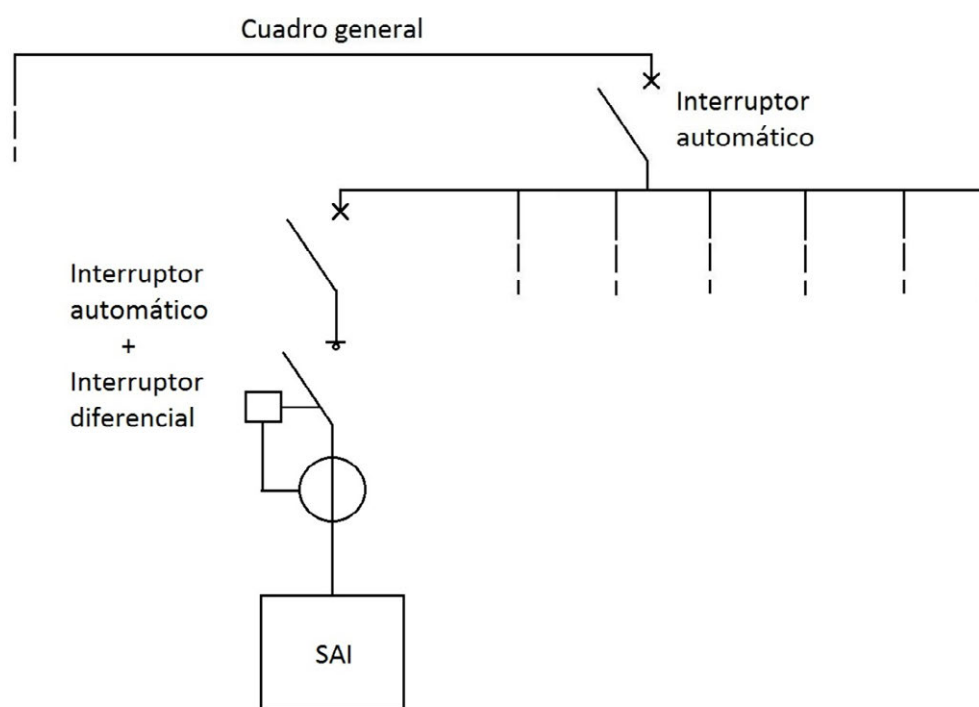 Cuadro general
Interruptor
automático
Interruptor
automático
+
Interruptor
diferencial
SAI